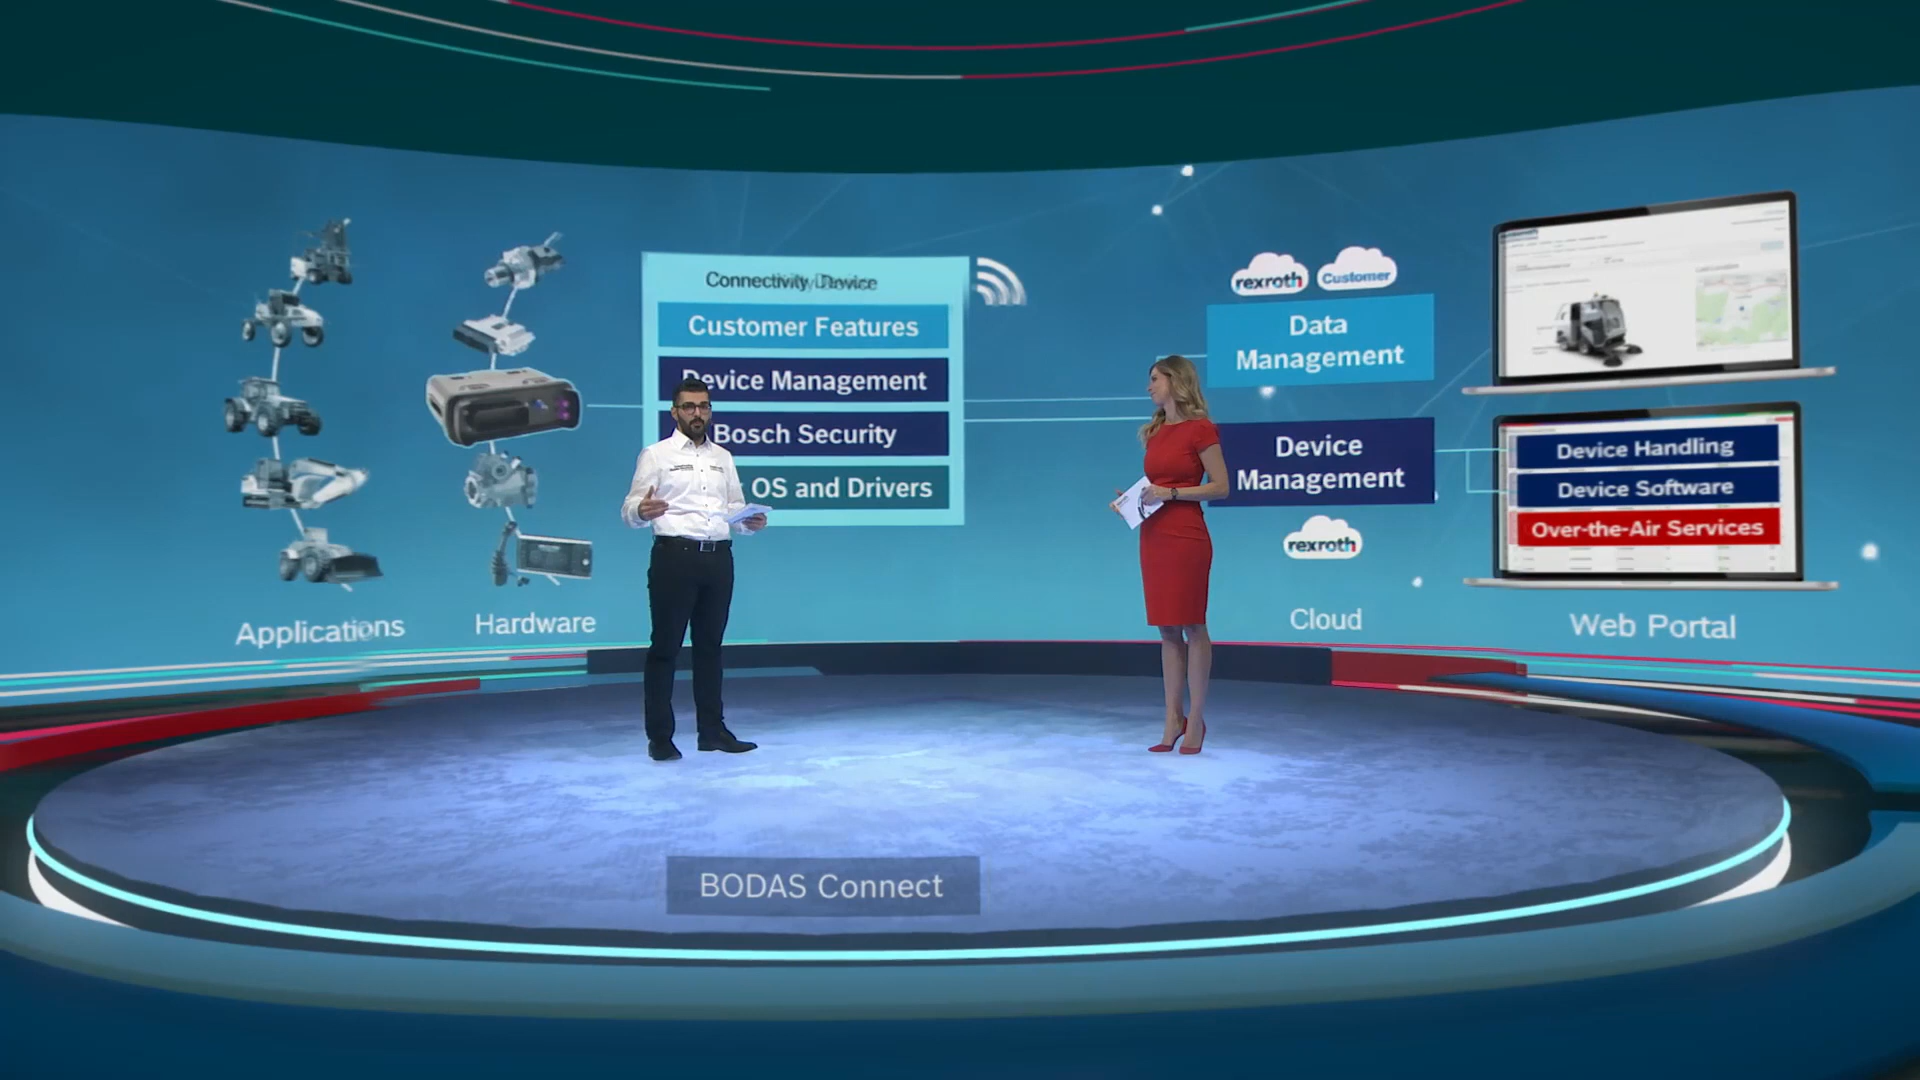 Connectivity Device
Customer Features
Device Management
Bosch Security
OS and Drivers
rexroth
Customer
Data
Management
Device
Management
rexroth
Device Handling
Device Software
Over-the-Air Services
Applications
Hardware
Cloud
Web Portal
BODAS Connect